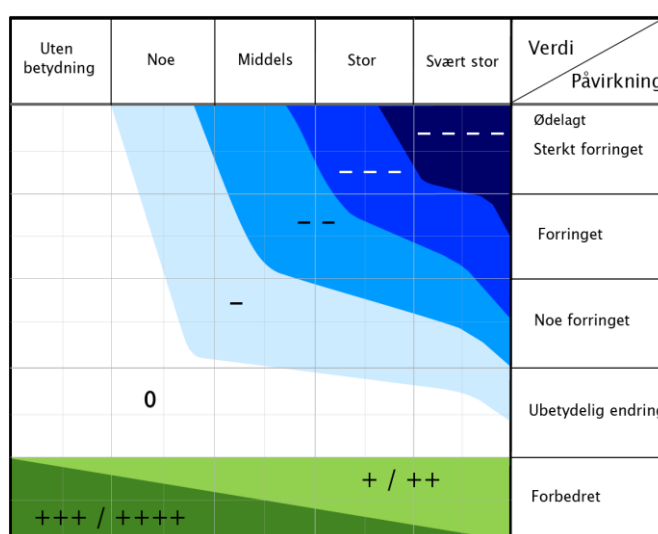 Uten betydning
Noe
Middels
Stor
Svært stor
Verdi
Påvirkning
Ødelagt
Sterkt forringet
Forringet
Noe forringet
Ubetydelig endring
Forbedret
– – – –
– – –
– –
–
0
+ / ++
+++ / ++++